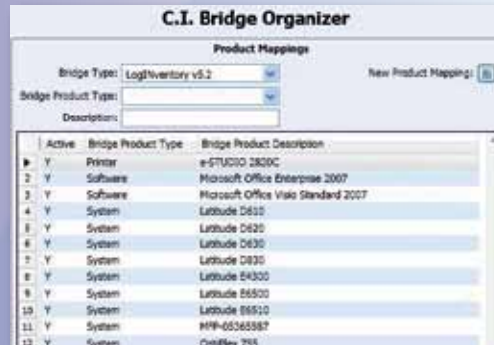 C.I. Bridge Organizer
Product Mappings
Bridge Type: LogINventory v5.2
New Product Mapping:
Bridge Product Type:
Description:
Active Bridge Product Type Bridge Product Description
Y Printer e-STUDIO 2820C
2 Y Software Microsoft Office Enterprise 2007
3 Y Software Microsoft Office Visio Standard 2007
4 Y System Latitude D610
5 Y System Latitude D620
6 Y System Latitude D630
7 Y System Latitude D830
8 Y System Latitude E4300
9 Y System Latitude E6500
10 Y System Latitude E6510
11 Y System
12 Y System OptiPlex 755